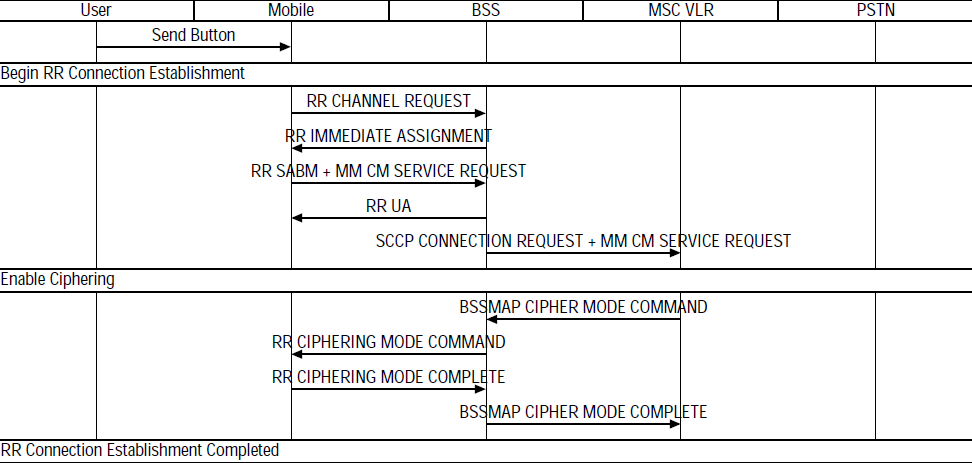 User Mobile BSS MSC VLR PSTN
Send Button
Begin RR Connection Establishment
RR CHANNEL REQUEST
RR IMMEDIATE ASSIGNMENT
RR SABM + MM CM SERVICE REQUEST
RR UA
SCCP CONNECTION REQUEST + MM CM SERVICE REQUEST
Enable Ciphering
BSSMAP CIPHER MODE COMMAND
RR CIPHERING MODE COMMAND
RR CIPHERING MODE COMPLETE
BSSMAP CIPHER MODE COMPLETE
RR Connection Establishment Completed